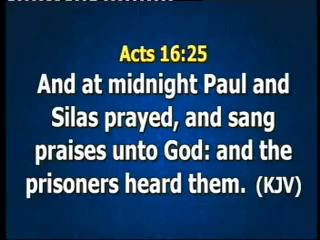 Acts 16:25
And at midnight Paul and
Silas prayed, and sang
praises unto God: and the
prisoners heard them. (KJV)